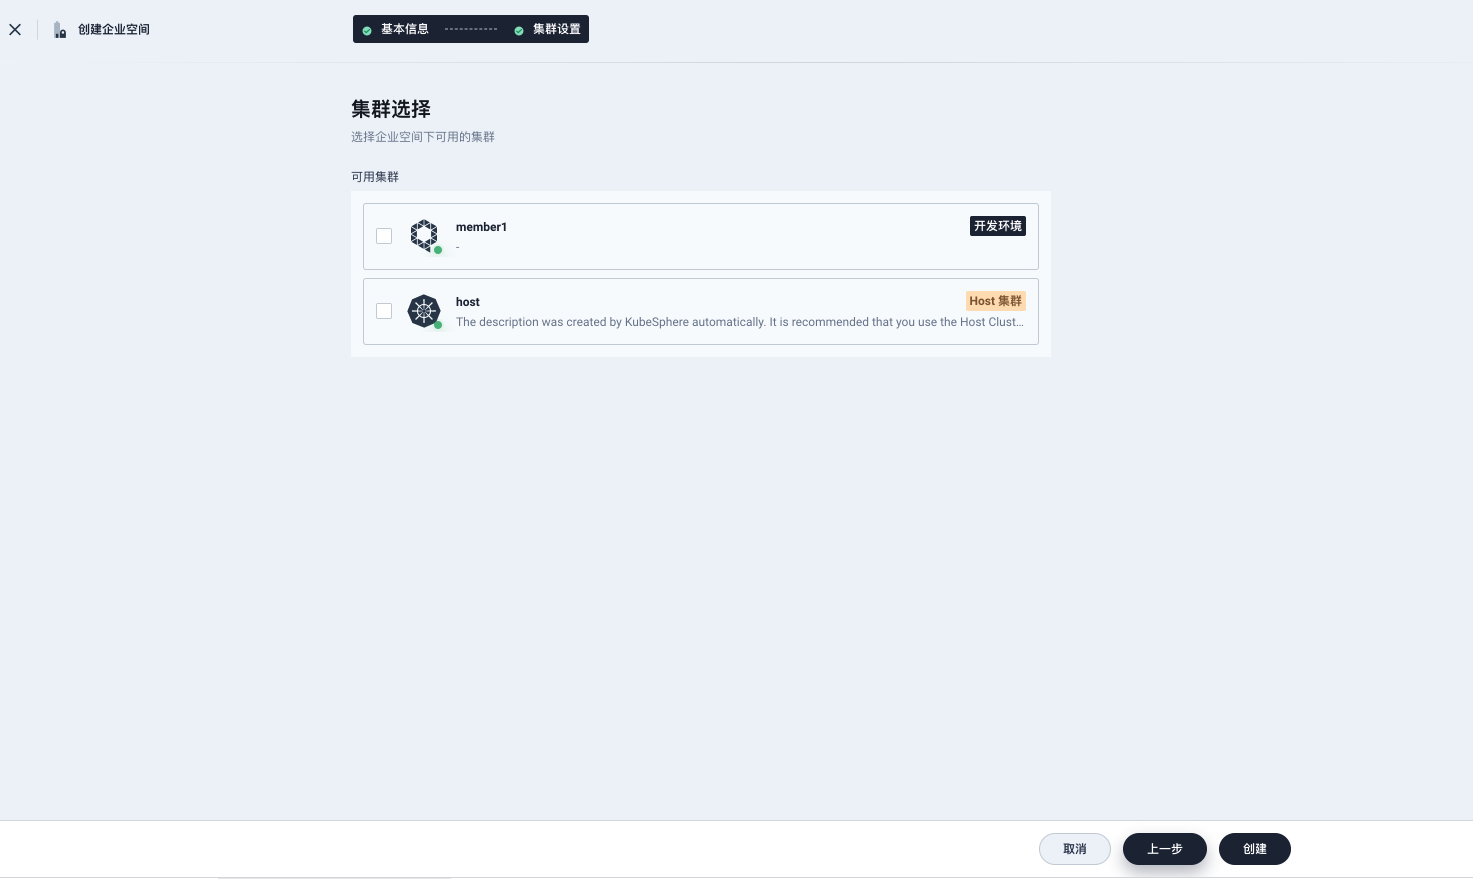 创建企业空间
基本信息 ----------- 集群设置
集群选择
选择企业空间下可用的集群
可用集群
member1
开发环境
-
host
Host 集群
The description was created by KubeSphere automatically. It is recommended that you use the Host Clust...
取消
上一步
创建